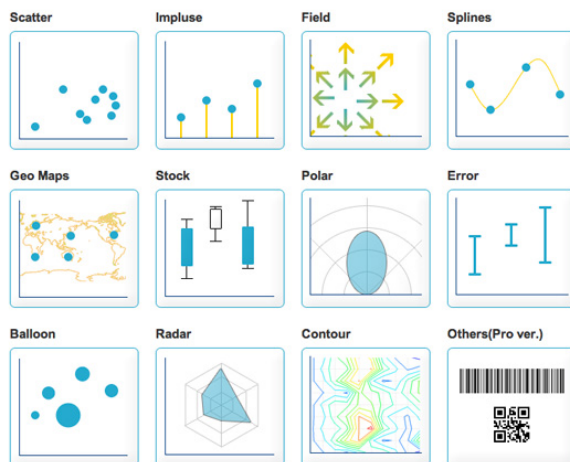 Scatter
Impluse
Field
Splines
Geo Maps
Stock
Polar
Error
Balloon
Radar
Contour
Others(Pro ver.)